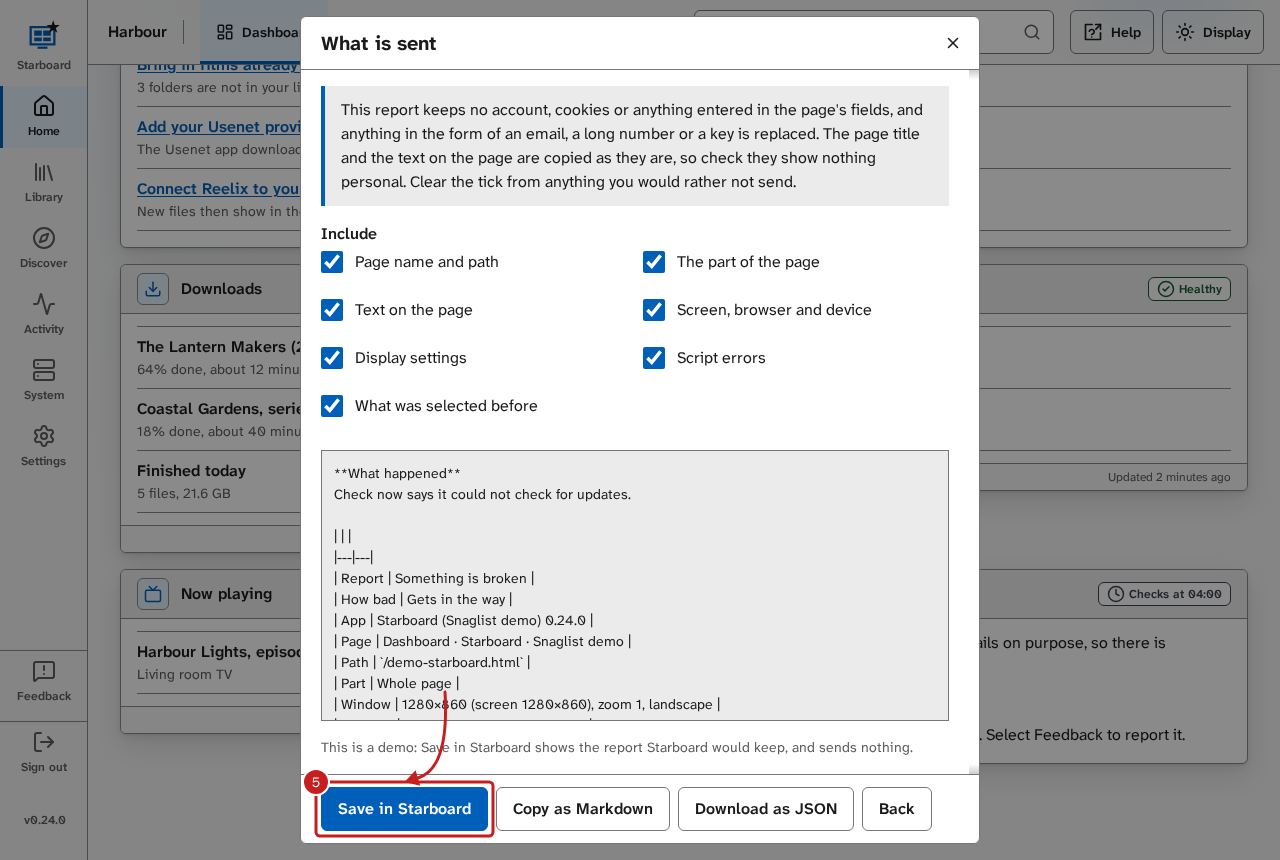 Starboard
Harbour
Dashboa
Help
Display
Home
Library
Discover
Activity
System
Settings
Feedback
Sign out
v0.24.0
Bring in films already
3 folders are not in your li
Add your Usenet provi
The Usenet app download
Connect Reelix to you
New files then show in the
Downloads
Healthy
The Lantern Makers (2
64% done, about 12 minu
Coastal Gardens, serie
18% done, about 40 minu
Finished today
5 files, 21.6 GB
Updated 2 minutes ago
Now playing
Checks at 04:00
Harbour Lights, episod
Living room TV
ails on purpose, so there is
. Select Feedback to report it.
What is sent
This report keeps no account, cookies or anything entered in the page's fields, and
anything in the form of an email, a long number or a key is replaced. The page title
and the text on the page are copied as they are, so check they show nothing
personal. Clear the tick from anything you would rather not send.
Include
Page name and path
The part of the page
Text on the page
Screen, browser and device
Display settings
Script errors
What was selected before
**What happened**
Check now says it could not check for updates.
| | |
|---|---|
| Report | Something is broken |
| How bad | Gets in the way |
| App | Starboard (Snaglist demo) 0.24.0 |
| Page | Dashboard · Starboard · Snaglist demo |
| Path | `/demo-starboard.html` |
| Part | Whole page |
| Window | 1280×860 (screen 1280×860), zoom 1, landscape |
This is a demo: Save in Starboard shows the report Starboard would keep, and sends nothing.
5
Save in Starboard
Copy as Markdown
Download as JSON
Back